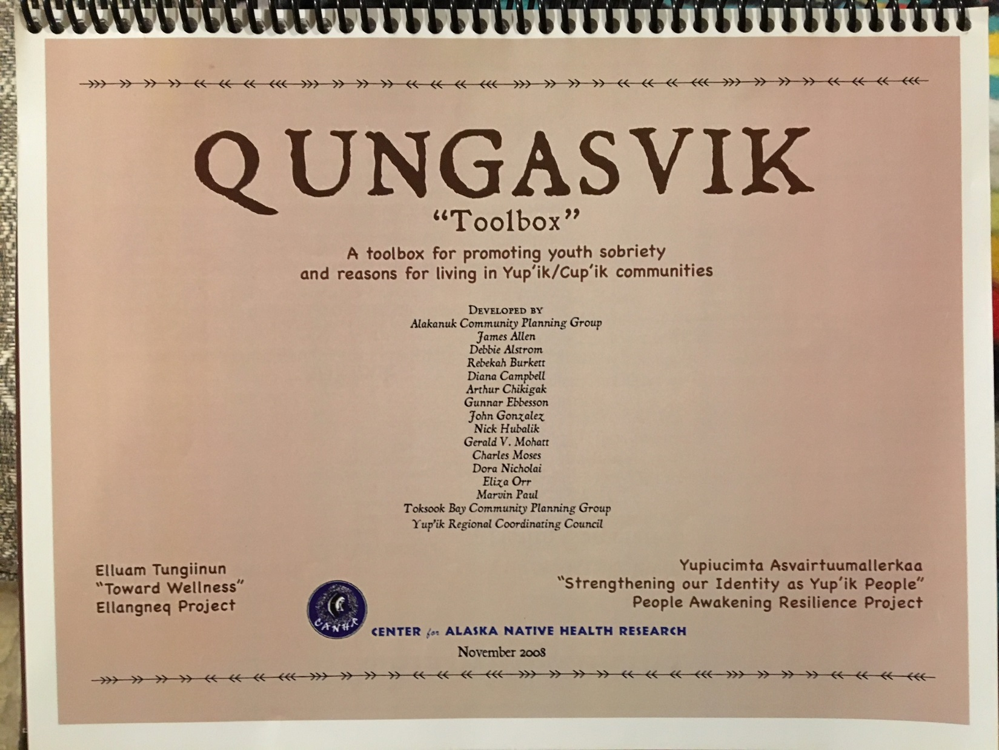 QUNGASVIK
“Toolbox”
A toolbox for promoting youth sobriety
and reasons for living in Yup’ik/Cup’ik communities
DEVELOPED BY
Alakanuk Community Planning Group
James Allen
Debbie Alstrom
Rebekah Burkett
Diana Campbell
Arthur Chikigak
Gunnar Ebbesson
John Gonzalez
Nick Hubalik
Gerald V. Mohatt
Charles Moses
Dora Nicholai
Eliza Orr
Marvin Paul
Toksook Bay Community Planning Group
Yup’ik Regional Coordinating Council
Elluam Tungiinun
“Toward Wellness”
Ellangneq Project
Yupiucimta Asvairtuumallerkaa
“Strengthening our Identity as Yup’ik People”
People Awakening Resilience Project
CANHR
CENTER for ALASKA NATIVE HEALTH RESEARCH
November 2008